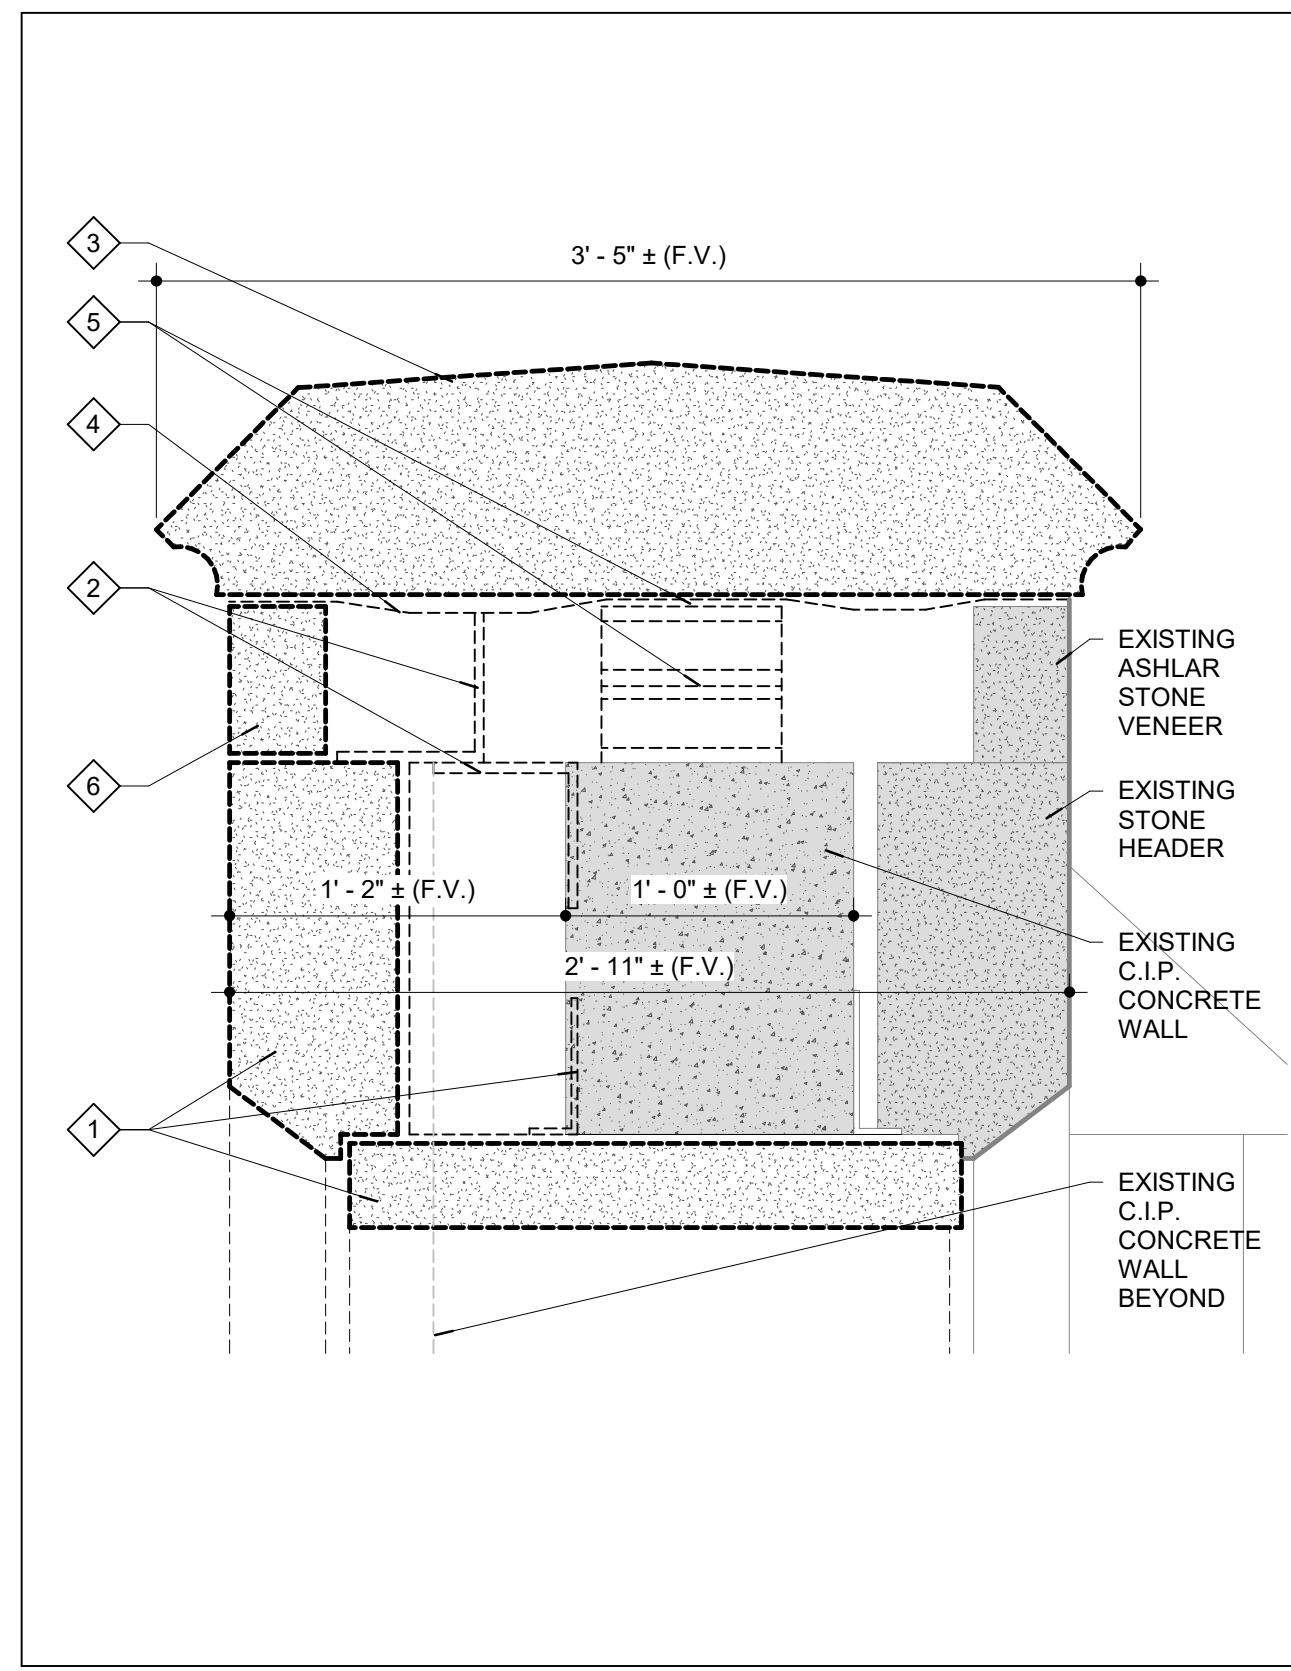 3
3' - 5" ± (F.V.)
5
4
2
EXISTING
ASHLAR
STONE
VENEER
6
EXISTING
STONE
HEADER
1' - 2" ± (F.V.)
1' - 0" ± (F.V.)
2' - 11" ± (F.V.)
EXISTING
C.I.P.
CONCRETE
WALL
1
EXISTING
C.I.P.
CONCRETE
WALL
BEYOND